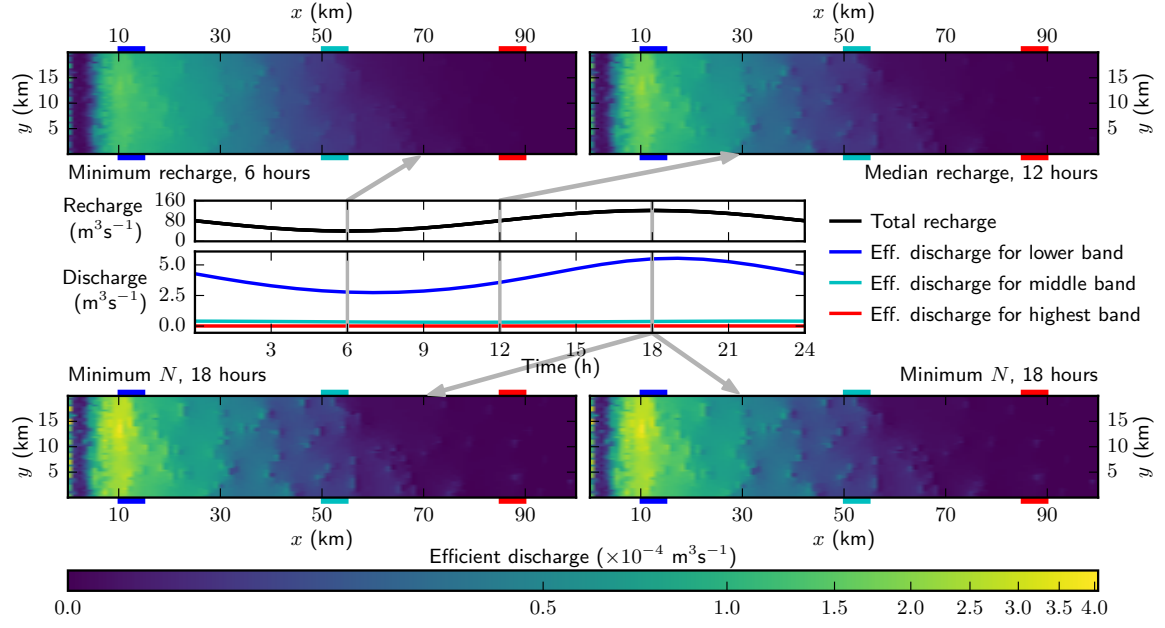 x (km) x (km)
10 30 50 70 90 10 30 50 70 90
y (km) 15 10 5 15 10 5 y (km)
Minimum recharge, 6 hours Median recharge, 12 hours
Recharge (m³s⁻¹) 160 80 0
Discharge (m³s⁻¹) 5.0 2.5 0.0
Total recharge
Eff. discharge for lower band
Eff. discharge for middle band
Eff. discharge for highest band
3 6 9 12 15 18 21 24
Time (h)
Minimum N, 18 hours Minimum N, 18 hours
y (km) 15 10 5 15 10 5 y (km)
10 30 50 70 90 10 30 50 70 90
x (km) x (km)
Efficient discharge (×10⁻⁴ m³s⁻¹)
0.0 0.5 1.0 1.5 2.0 2.5 3.0 3.5 4.0